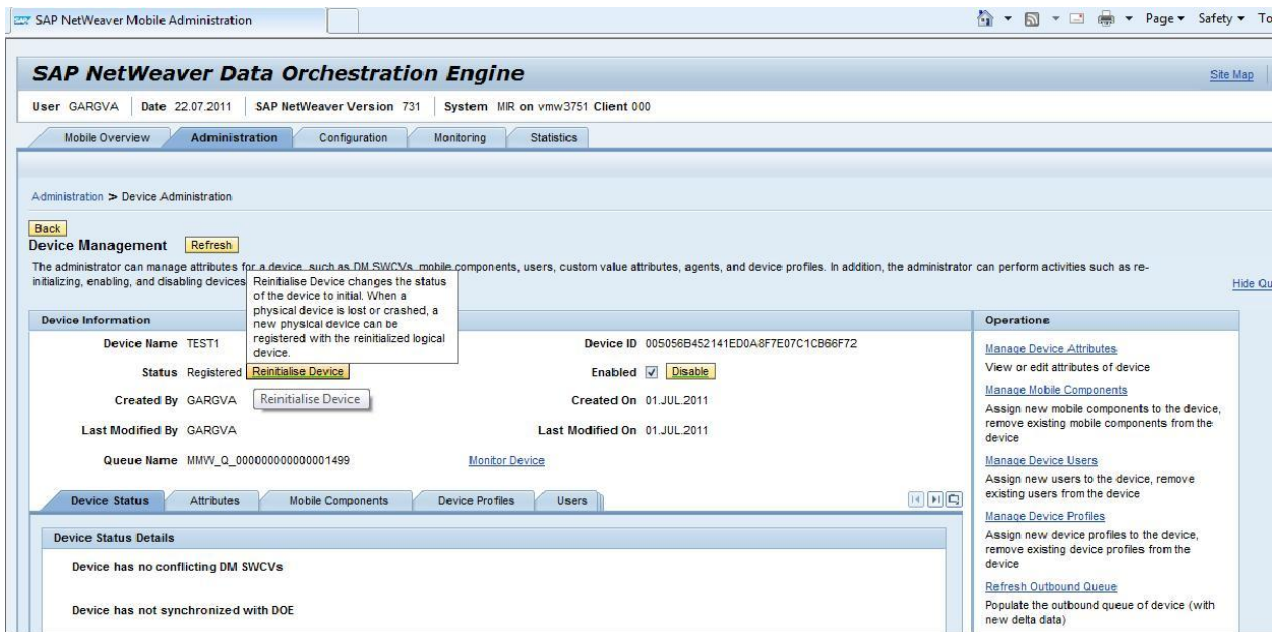 SAP NetWeaver Mobile Administration
Page Safety To
SAP NetWeaver Data Orchestration Engine
Site Map
User GARGVA Date 22.07.2011 SAP NetWeaver Version 731 System MIR on vmw3751 Client 000
Mobile Overview Administration Configuration Monitoring Statistics
Administration > Device Administration
Back
Device Management Refresh
The administrator can manage attributes for a device, such as DM SWCVs, mobile components, users, custom value attributes, agents, and device profiles. In addition, the administrator can perform activities such as re-
initializing, enabling, and disabling devices
Hide Qu
Reinitialise Device changes the status
of the device to initial. When a
physical device is lost or crashed, a
new physical device can be
registered with the reinitialized logical
device.
Device Information
Device Name TEST1
Device ID 005056B452141ED0A8F7E07C1CB66F72
Status Registered Reinitialise Device
Enabled Disable
Reinitialise Device
Created By GARGVA
Created On 01.JUL.2011
Last Modified By GARGVA
Last Modified On 01.JUL.2011
Queue Name MMW_Q_000000000000001499
Monitor Device
Device Status Attributes Mobile Components Device Profiles Users
Device Status Details
Device has no conflicting DM SWCVs
Device has not synchronized with DOE
Operations
Manage Device Attributes
View or edit attributes of device
Manage Mobile Components
Assign new mobile components to the device,
remove existing mobile components from the
device
Manage Device Users
Assign new users to the device, remove
existing users from the device
Manage Device Profiles
Assign new device profiles to the device,
remove existing device profiles from the
device
Refresh Outbound Queue
Populate the outbound queue of device (with
new delta data)